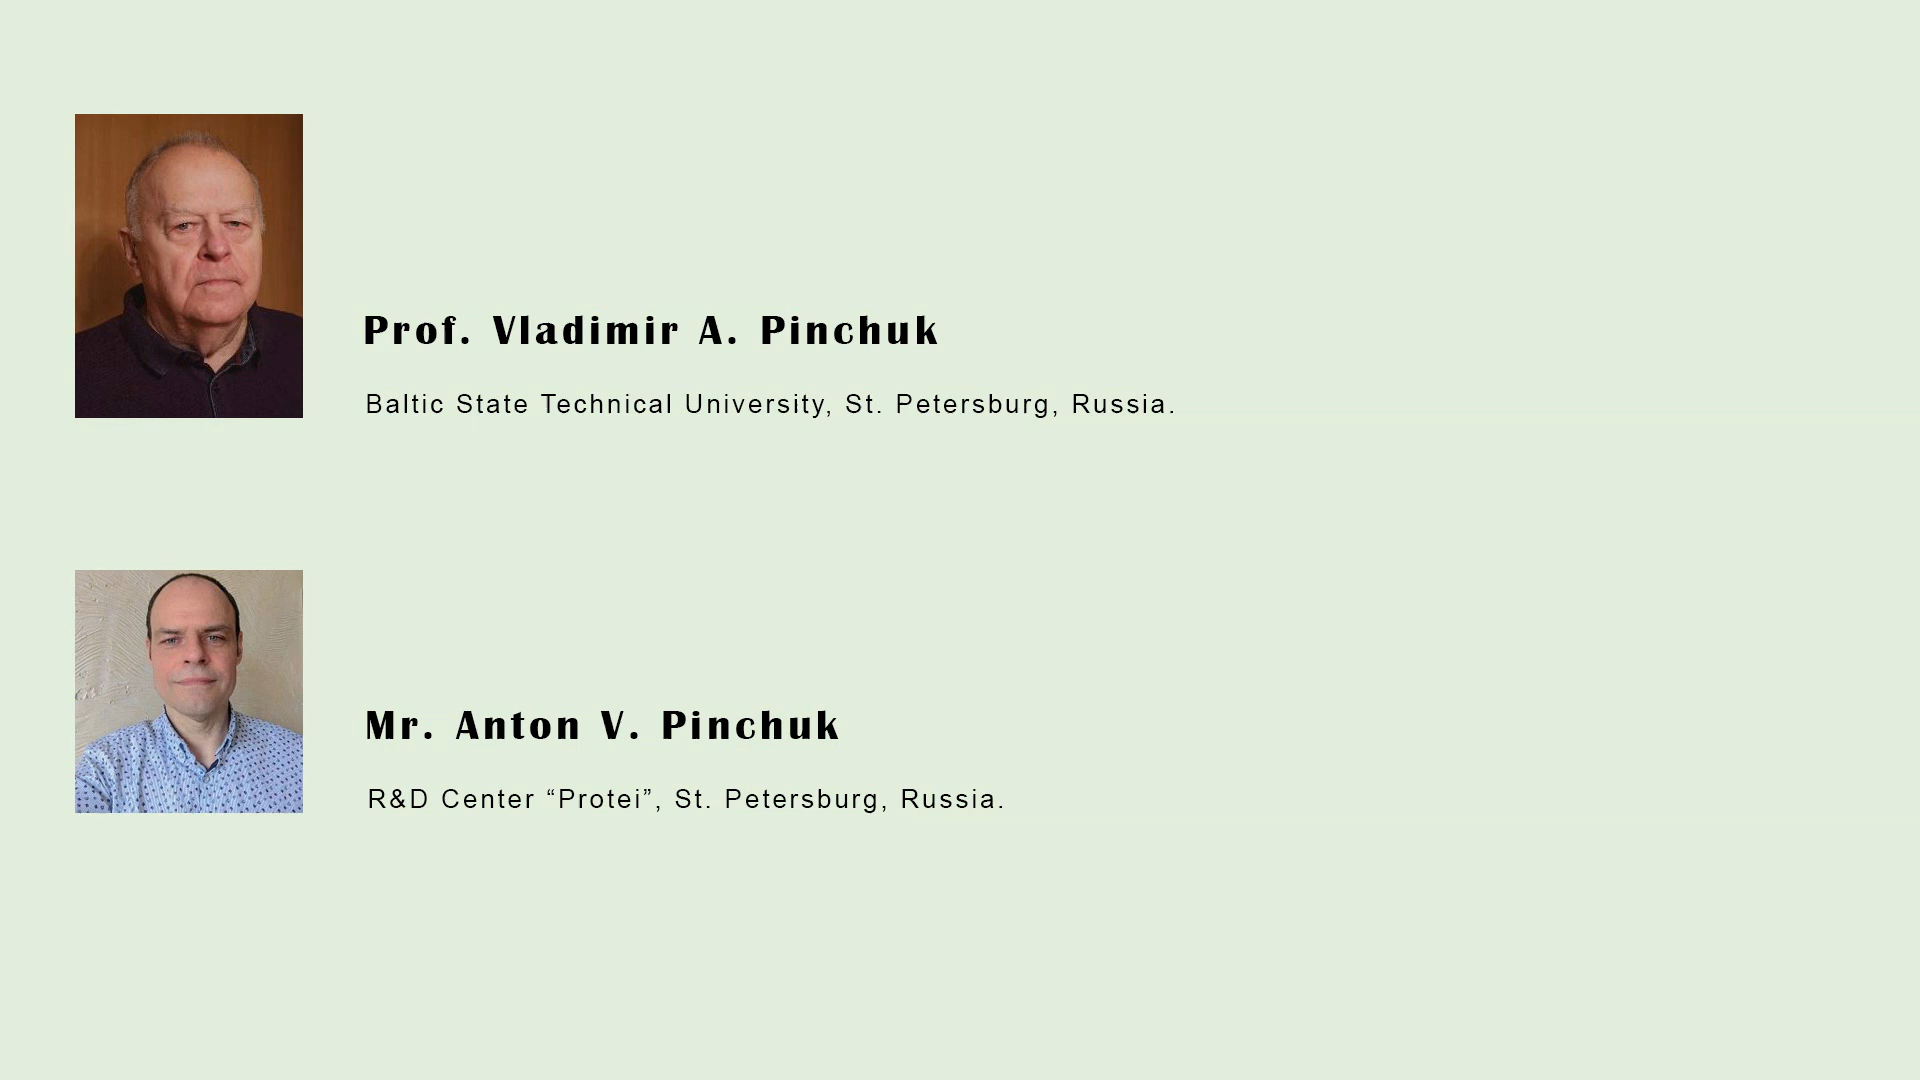 Prof. Vladimir A. Pinchuk
Baltic State Technical University, St. Petersburg, Russia.
Mr. Anton V. Pinchuk
R&D Center “Protei”, St. Petersburg, Russia.